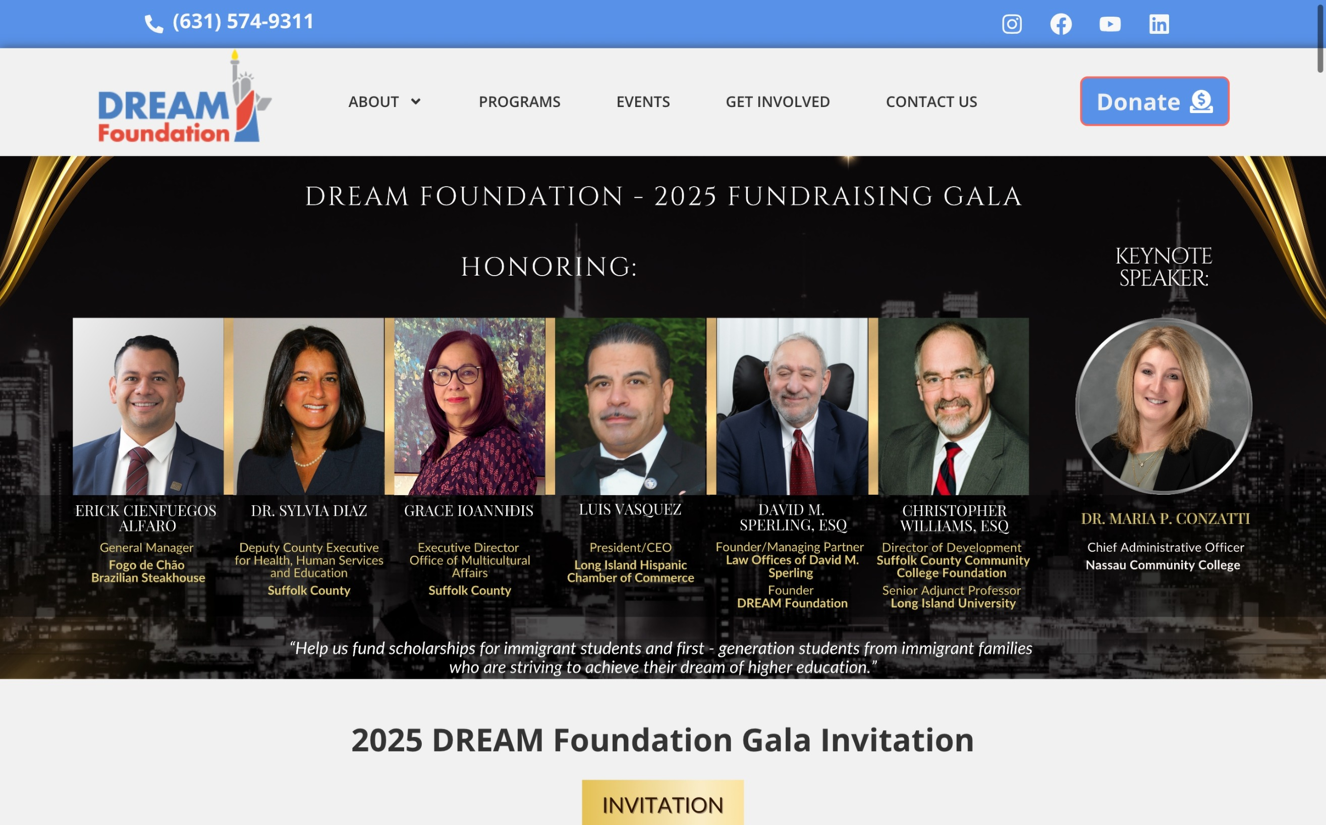 (631) 574-9311
DREAM
Foundation
ABOUT
PROGRAMS
EVENTS
GET INVOLVED
CONTACT US
Donate
DREAM FOUNDATION - 2025 FUNDRAISING GALA
HONORING:
KEYNOTE
SPEAKER:
ERICK CIENFUEGOS
ALFARO
General Manager
Fogo de Chão
Brazilian Steakhouse
DR. SYLVIA DIAZ
Deputy County Executive
for Health, Human Services
and Education
Suffolk County
GRACE IOANNIDIS
Executive Director
Office of Multicultural
Affairs
Suffolk County
LUIS VASQUEZ
President/CEO
Long Island Hispanic
Chamber of Commerce
DAVID M.
SPERLING, ESQ
Founder/Managing Partner
Law Offices of David M.
Sperling
Founder
DREAM Foundation
CHRISTOPHER
WILLIAMS, ESQ
Director of Development
Suffolk County Community
College Foundation
Senior Adjunct Professor
Long Island University
DR. MARIA P. CONZATTI
Chief Administrative Officer
Nassau Community College
“Help us fund scholarships for immigrant students and first - generation students from immigrant families
who are striving to achieve their dream of higher education.”
2025 DREAM Foundation Gala Invitation
INVITATION